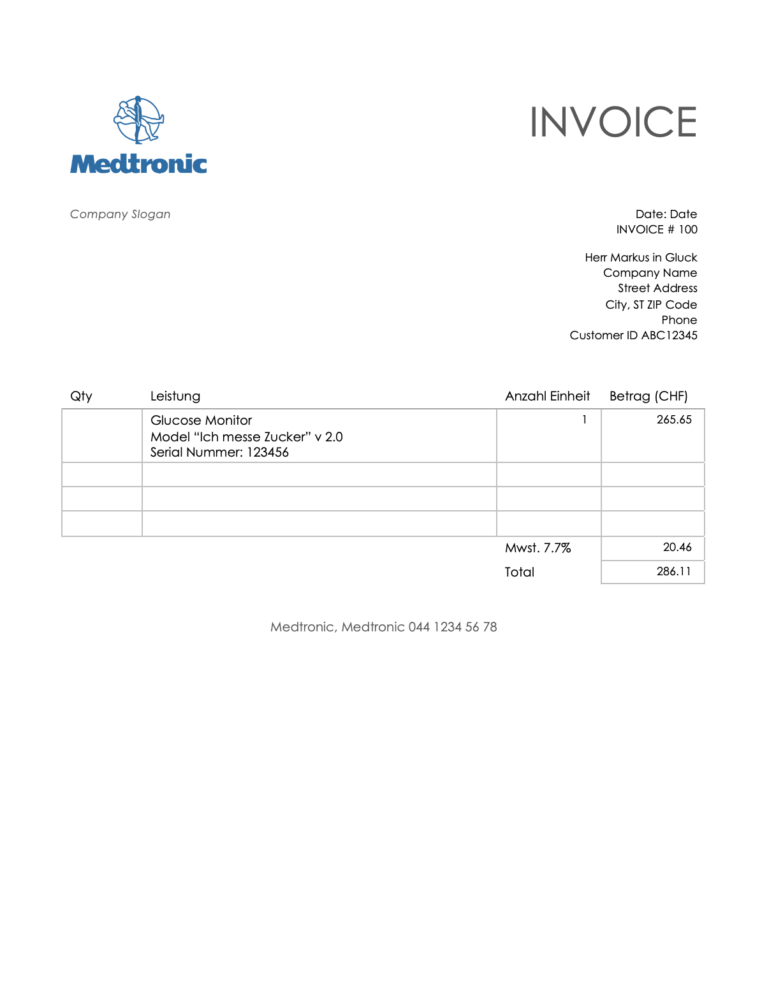 Medtronic
INVOICE
Company Slogan
Date: Date
INVOICE # 100
Herr Markus in Gluck
Company Name
Street Address
City, ST ZIP Code
Phone
Customer ID ABC12345
Qty Leistung Anzahl Einheit Betrag (CHF)
Glucose Monitor 1 265.65
Model “Ich messe Zucker” v 2.0
Serial Nummer: 123456
Mwst. 7.7% 20.46
Total 286.11
Medtronic, Medtronic 044 1234 56 78